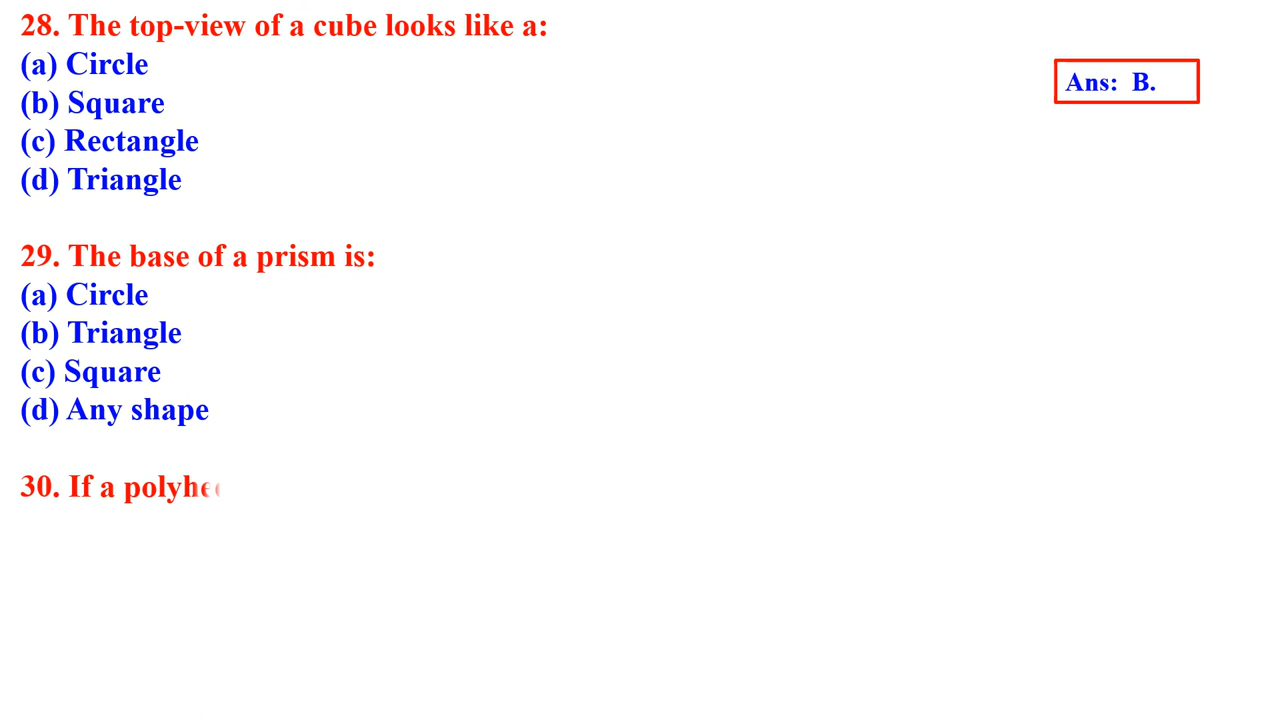 28. The top-view of a cube looks like a:
(a) Circle
Ans: B.
(b) Square
(c) Rectangle
(d) Triangle
29. The base of a prism is:
(a) Circle
(b) Triangle
(c) Square
(d) Any shape
30. If a